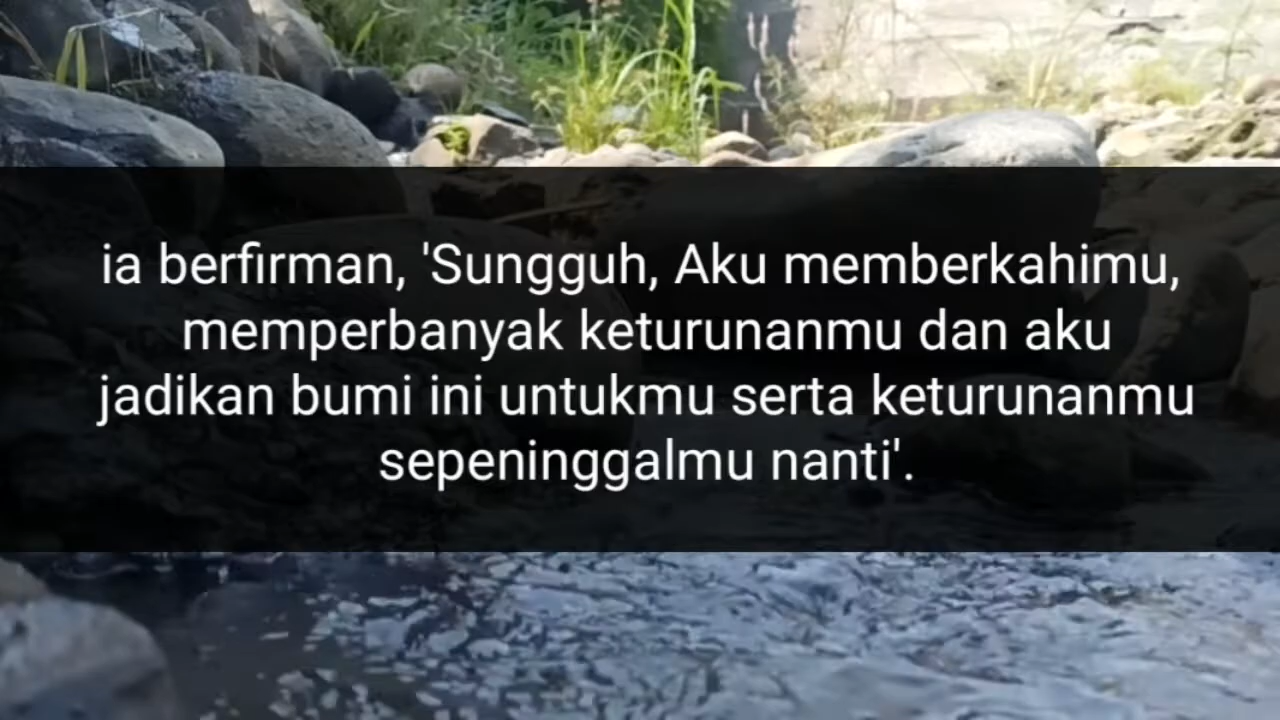 ia berfirman, 'Sungguh, Aku memberkahimu,
memperbanyak keturunanmu dan aku
jadikan bumi ini untukmu serta keturunanmu
sepeninggalmu nanti'.